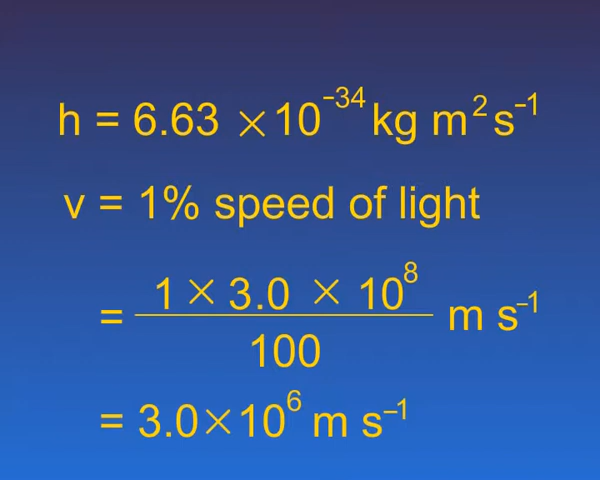 h = 6.63 ×10⁻³⁴ kg m² s⁻¹
v = 1% speed of light
= 1 × 3.0 × 10⁸ / 100 m s⁻¹
= 3.0×10⁶ m s⁻¹